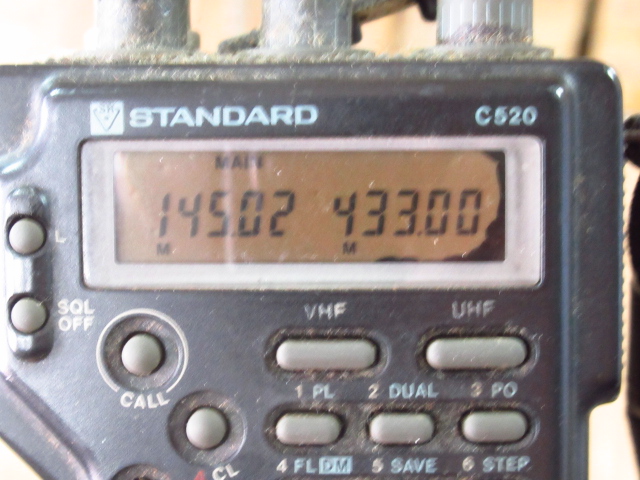 STANDARD C520
MAIN
145.02 433.00
M M
L
SQL
OFF
VHF UHF
CALL
1 PL 2 DUAL 3 PO
4 FL DM 5 SAVE 6 STEP
CL